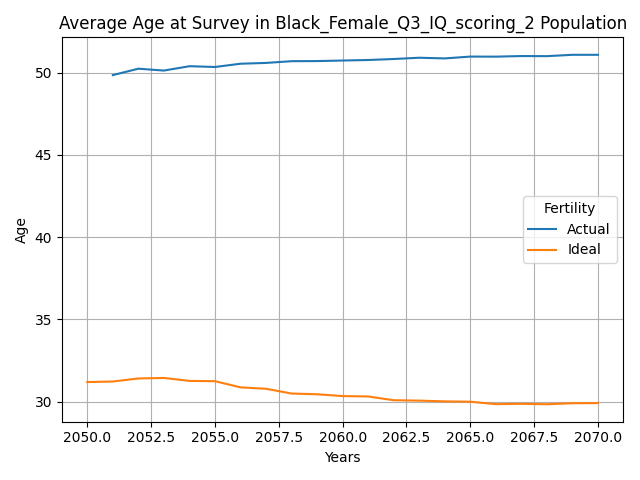 Average Age at Survey in Black_Female_Q3_IQ_scoring_2 Population
50
45
40
35
30
Age
Fertility
Actual
Ideal
2050.0 2052.5 2055.0 2057.5 2060.0 2062.5 2065.0 2067.5 2070.0
Years